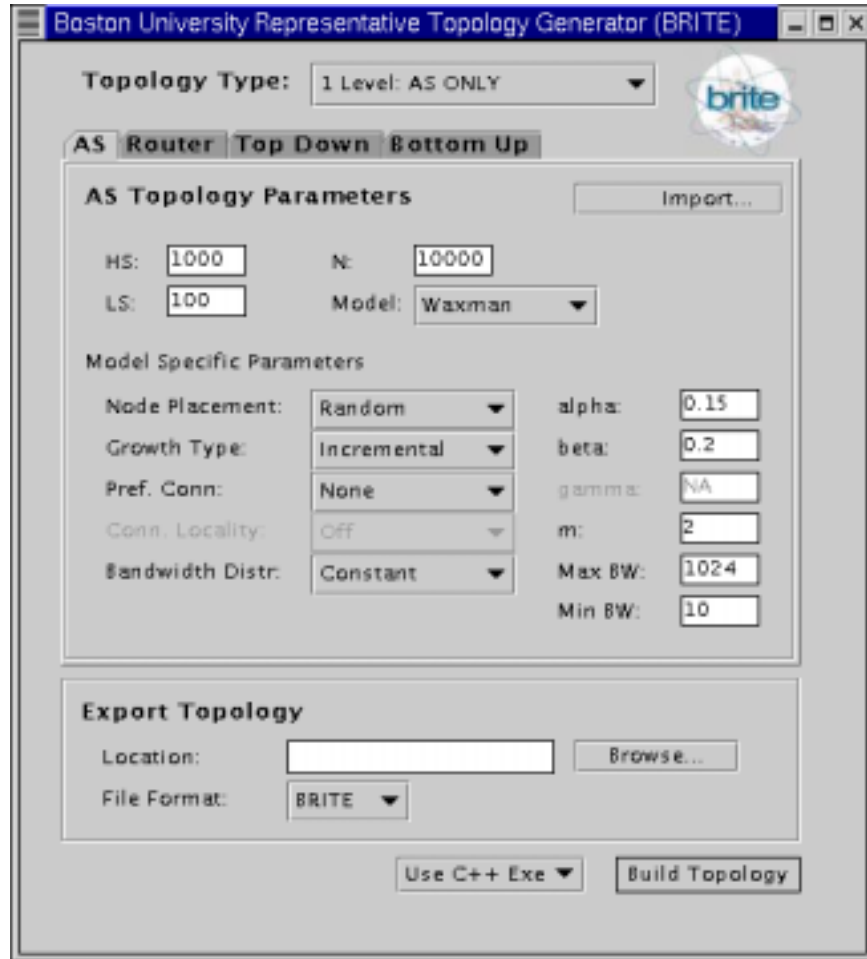 Boston University Representative Topology Generator (BRITE)
Topology Type: 1 Level: AS ONLY
brite
AS Router Top Down Bottom Up
AS Topology Parameters Import...
HS: 1000 N: 10000
LS: 100 Model: Waxman
Model Specific Parameters
Node Placement: Random alpha: 0.15
Growth Type: Incremental beta: 0.2
Pref. Conn: None gamma: NA
Conn. Locality: Off m: 2
Bandwidth Distr: Constant Max BW: 1024
Min BW: 10
Export Topology
Location: Browse...
File Format: BRITE
Use C++ Exe Build Topology